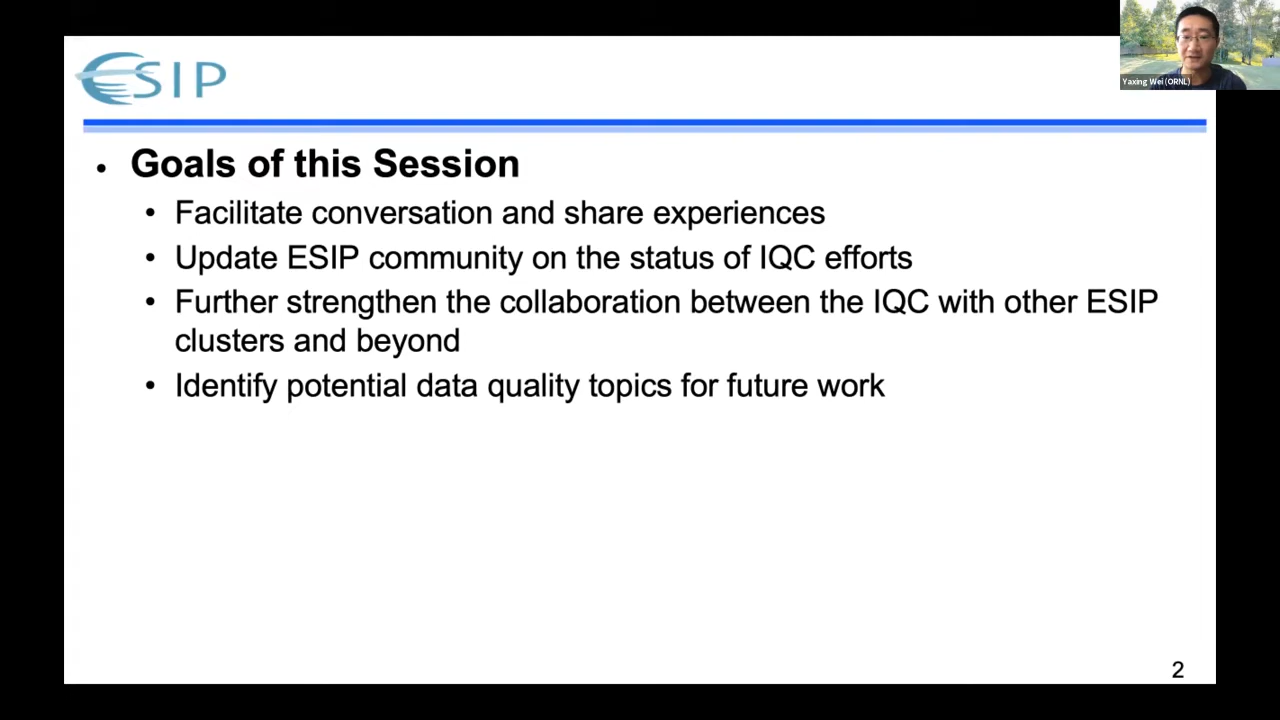 ESIP
Yaxing Wei (ORNL)
• Goals of this Session
• Facilitate conversation and share experiences
• Update ESIP community on the status of IQC efforts
• Further strengthen the collaboration between the IQC with other ESIP
clusters and beyond
• Identify potential data quality topics for future work
2